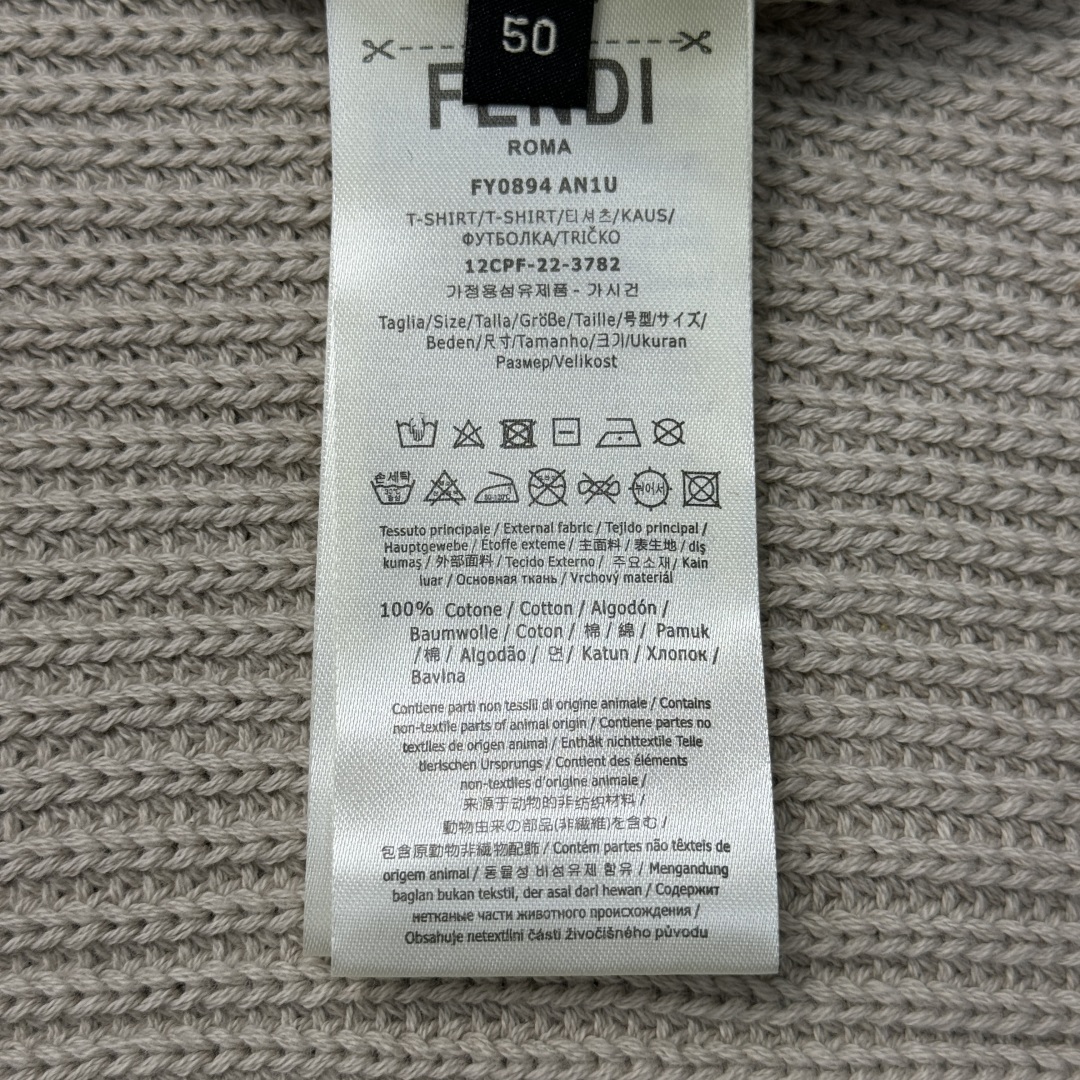 50
FENDI
ROMA
FY0894 AN1U
T-SHIRT/T-SHIRT/티셔츠/KAUS/
ФУТБОЛКА/TRIČKO
12CPF-22-3782
가정용섬유제품 - 가시건
Taglia/Size/Talla/Größe/Taille/号型/サイズ/
Beden/尺寸/Tamanho/크기/Ukuran
Размер/Velikost
손세탁
Tessuto principale / External fabric / Tejido principal /
Hauptgewebe / Etoffe externe / 主面料 / 表生地 / diş
kumaş / 外部面料 / Tecido Externo / 주요소재 / Kain
luar / Основная ткань / Vrchový materiál
100% Cotone / Cotton / Algodón /
Baumwolle / Coton / 棉 / 綿 / Pamuk
/ 棉 / Algodão / 면 / Katun / Хлопок /
Bavlna
Contiene parti non tessili di origine animale / Contains
non-textile parts of animal origin / Contiene partes no
textiles de origen animal / Enthält nichttextile Teile
tierischen Ursprungs / Contient des éléments
non-textiles d'origine animale /
来源于动物的非纺织材料 /
動物由来の部品(非繊維)を含む /
包含原動物非織物配飾 / Contém partes não têxteis de
origem animal / 동물성 비섬유제 함유 / Mengandung
bagian bukan tekstil, der asal dari hewan / Содержит
нетканые части животного происхождения /
Obsahuje netextilní části živočišného původu